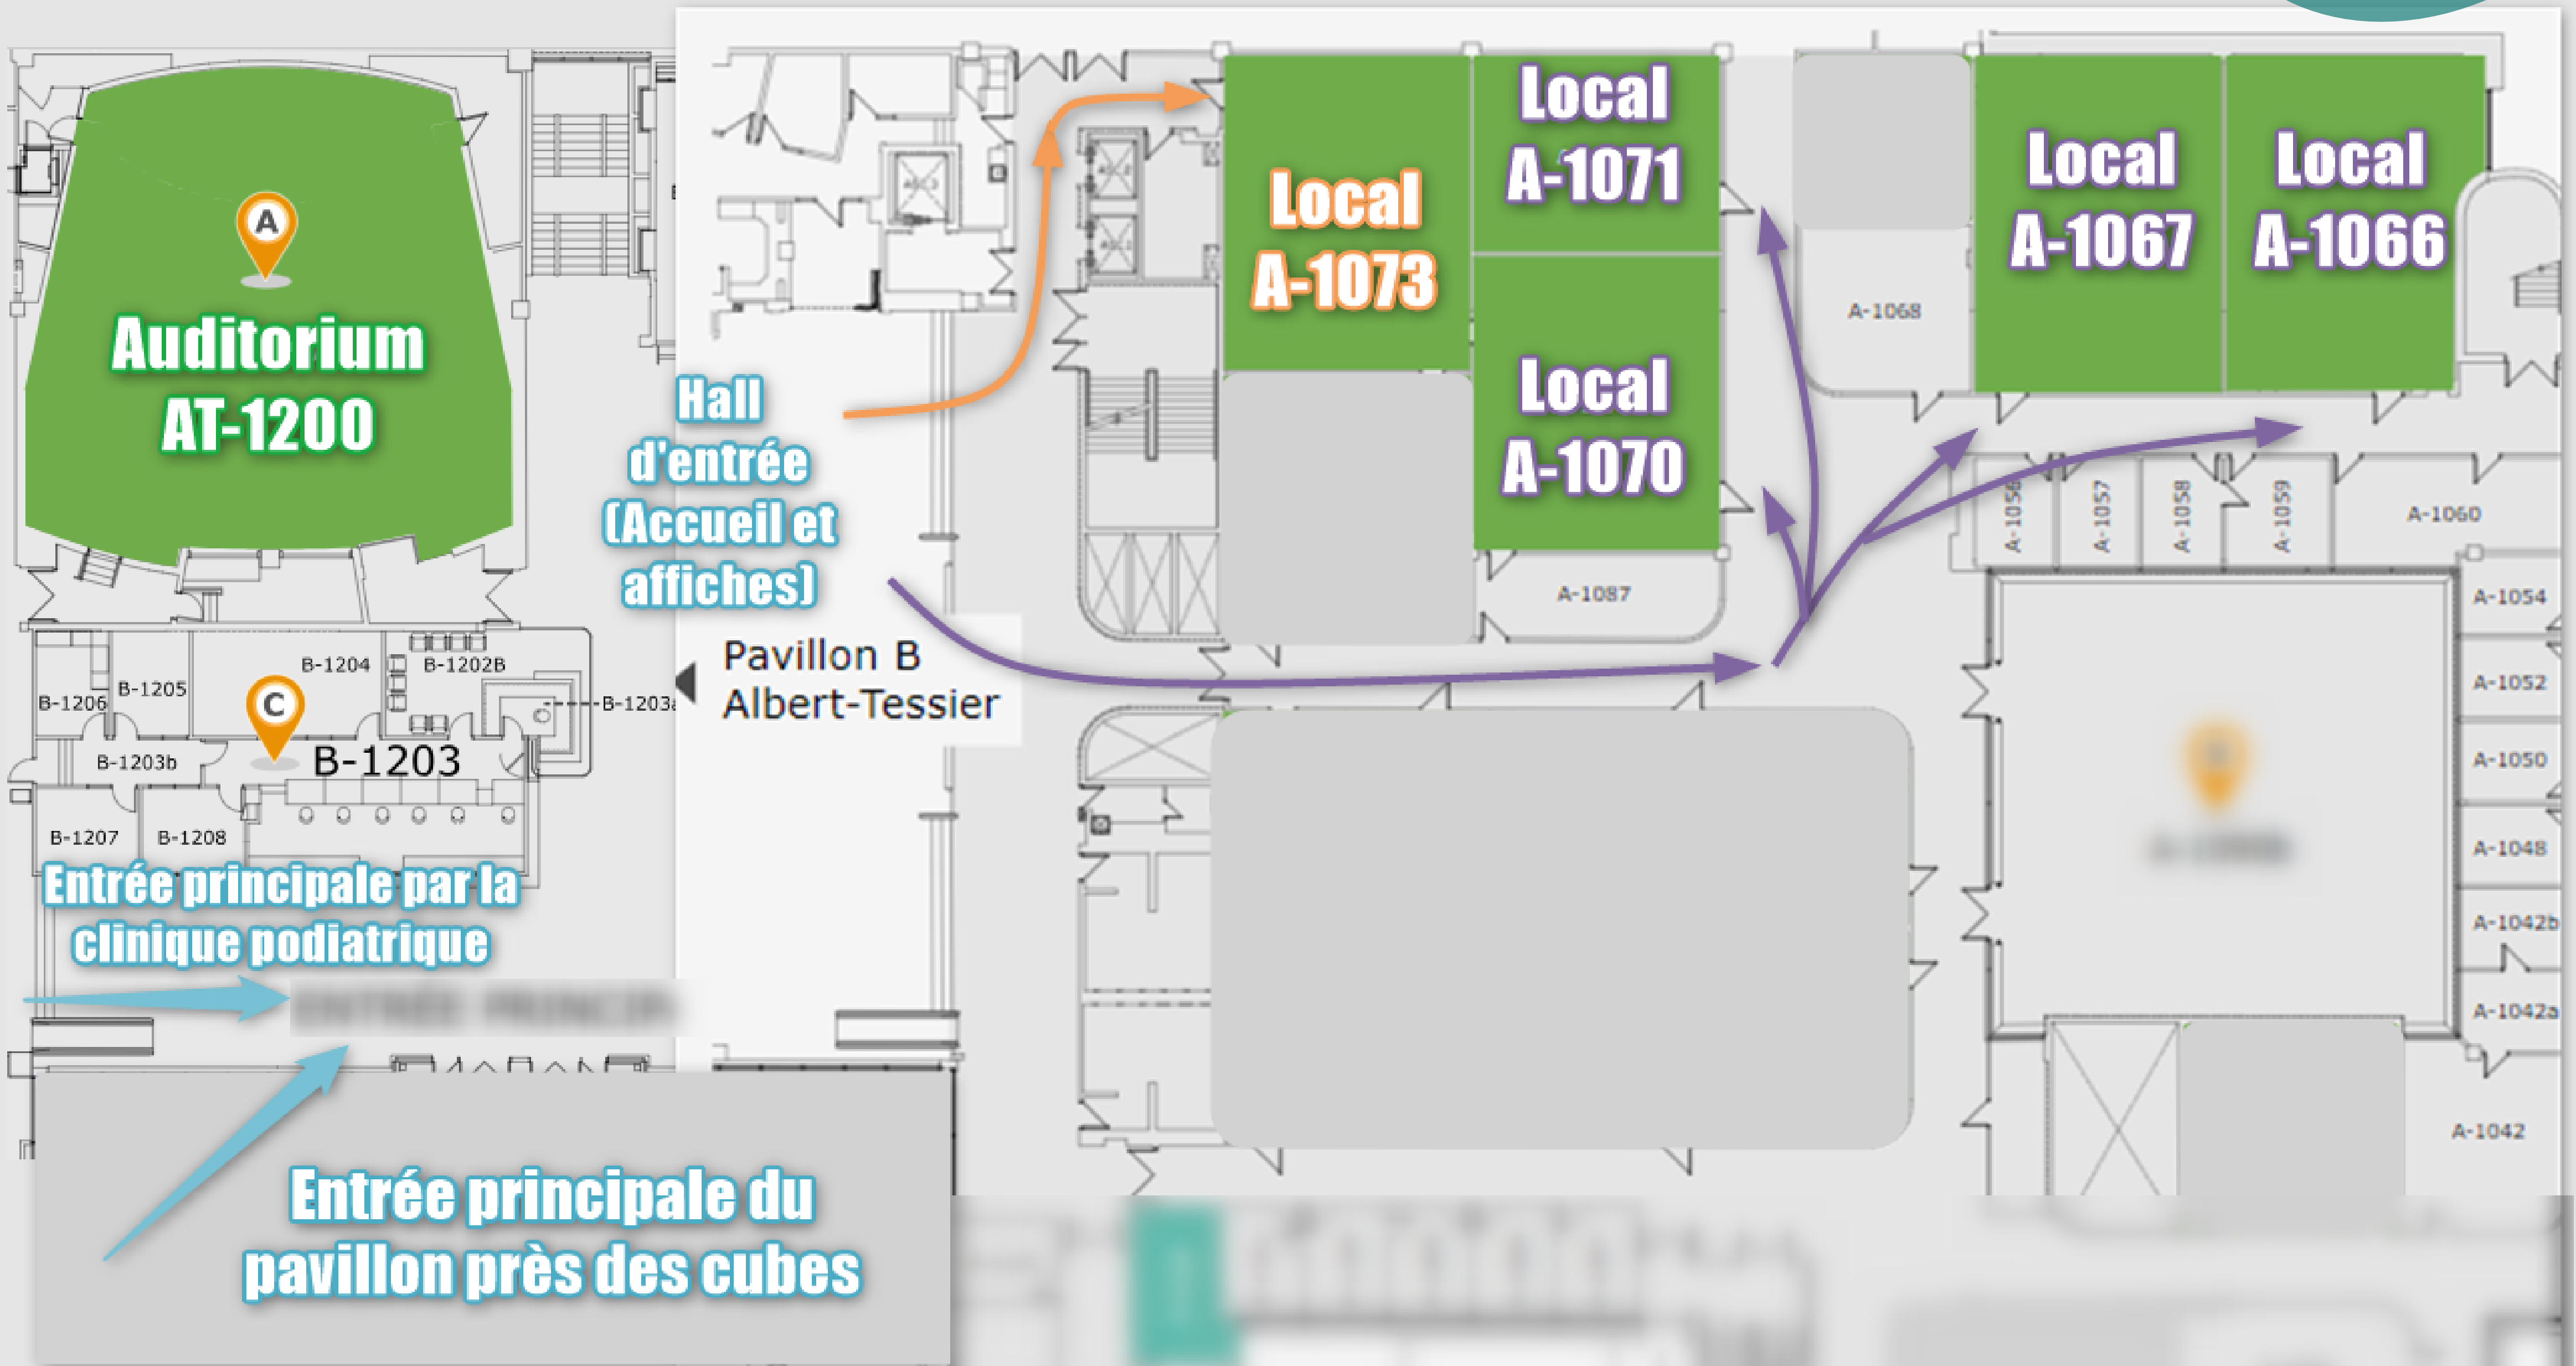 A
Auditorium
AT-1200
Hall
d'entrée
(Accueil et
affiches)
Local
A-1073
Local
A-1071
Local
A-1070
Local
A-1067
Local
A-1066
A-1068
A-1087
A-1056
A-1057
A-1058
A-1059
A-1060
A-1054
A-1052
A-1050
A-1048
A-1042b
A-1042a
A-1042
Pavillon B
Albert-Tessier
B-1204
B-1202B
B-1205
B-1206
B-1203a
C
B-1203
B-1203b
B-1207
B-1208
Entrée principale par la
clinique podiatrique
Entrée principale du
pavillon près des cubes